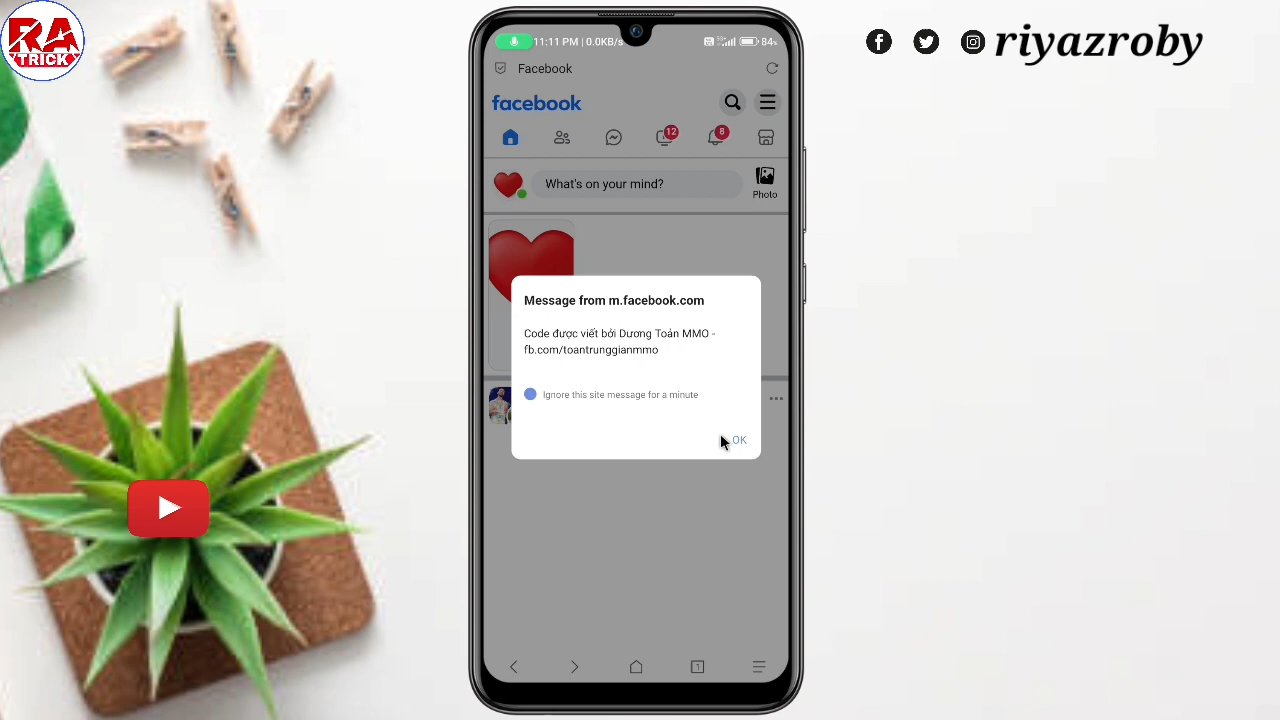 RA
TRICK
riyazroby
11:11 PM | 0.0KB/s
84%
Facebook
facebook
12
8
What's on your mind?
Photo
Message from m.facebook.com
Code được viết bởi Dương Toán MMO -
fb.com/toantrunggianmmo
Ignore this site message for a minute
OK
1